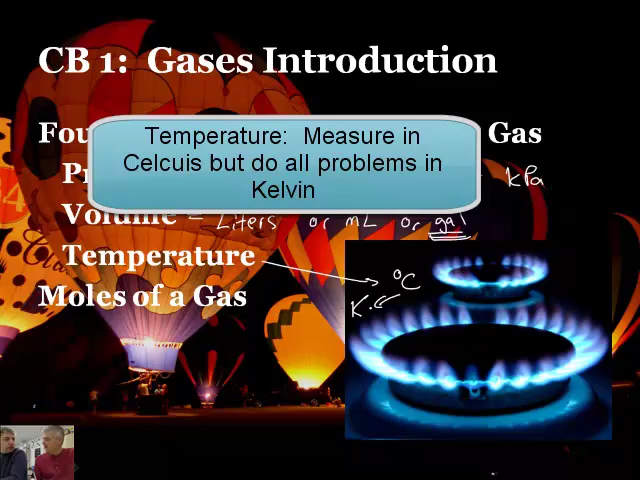 CB 1: Gases Introduction
Fou Gas
Temperature: Measure in
Celcuis but do all problems in
Kelvin
Pr kPa
Volume = Liters or mL or gal
Temperature
°C
K
Moles of a Gas